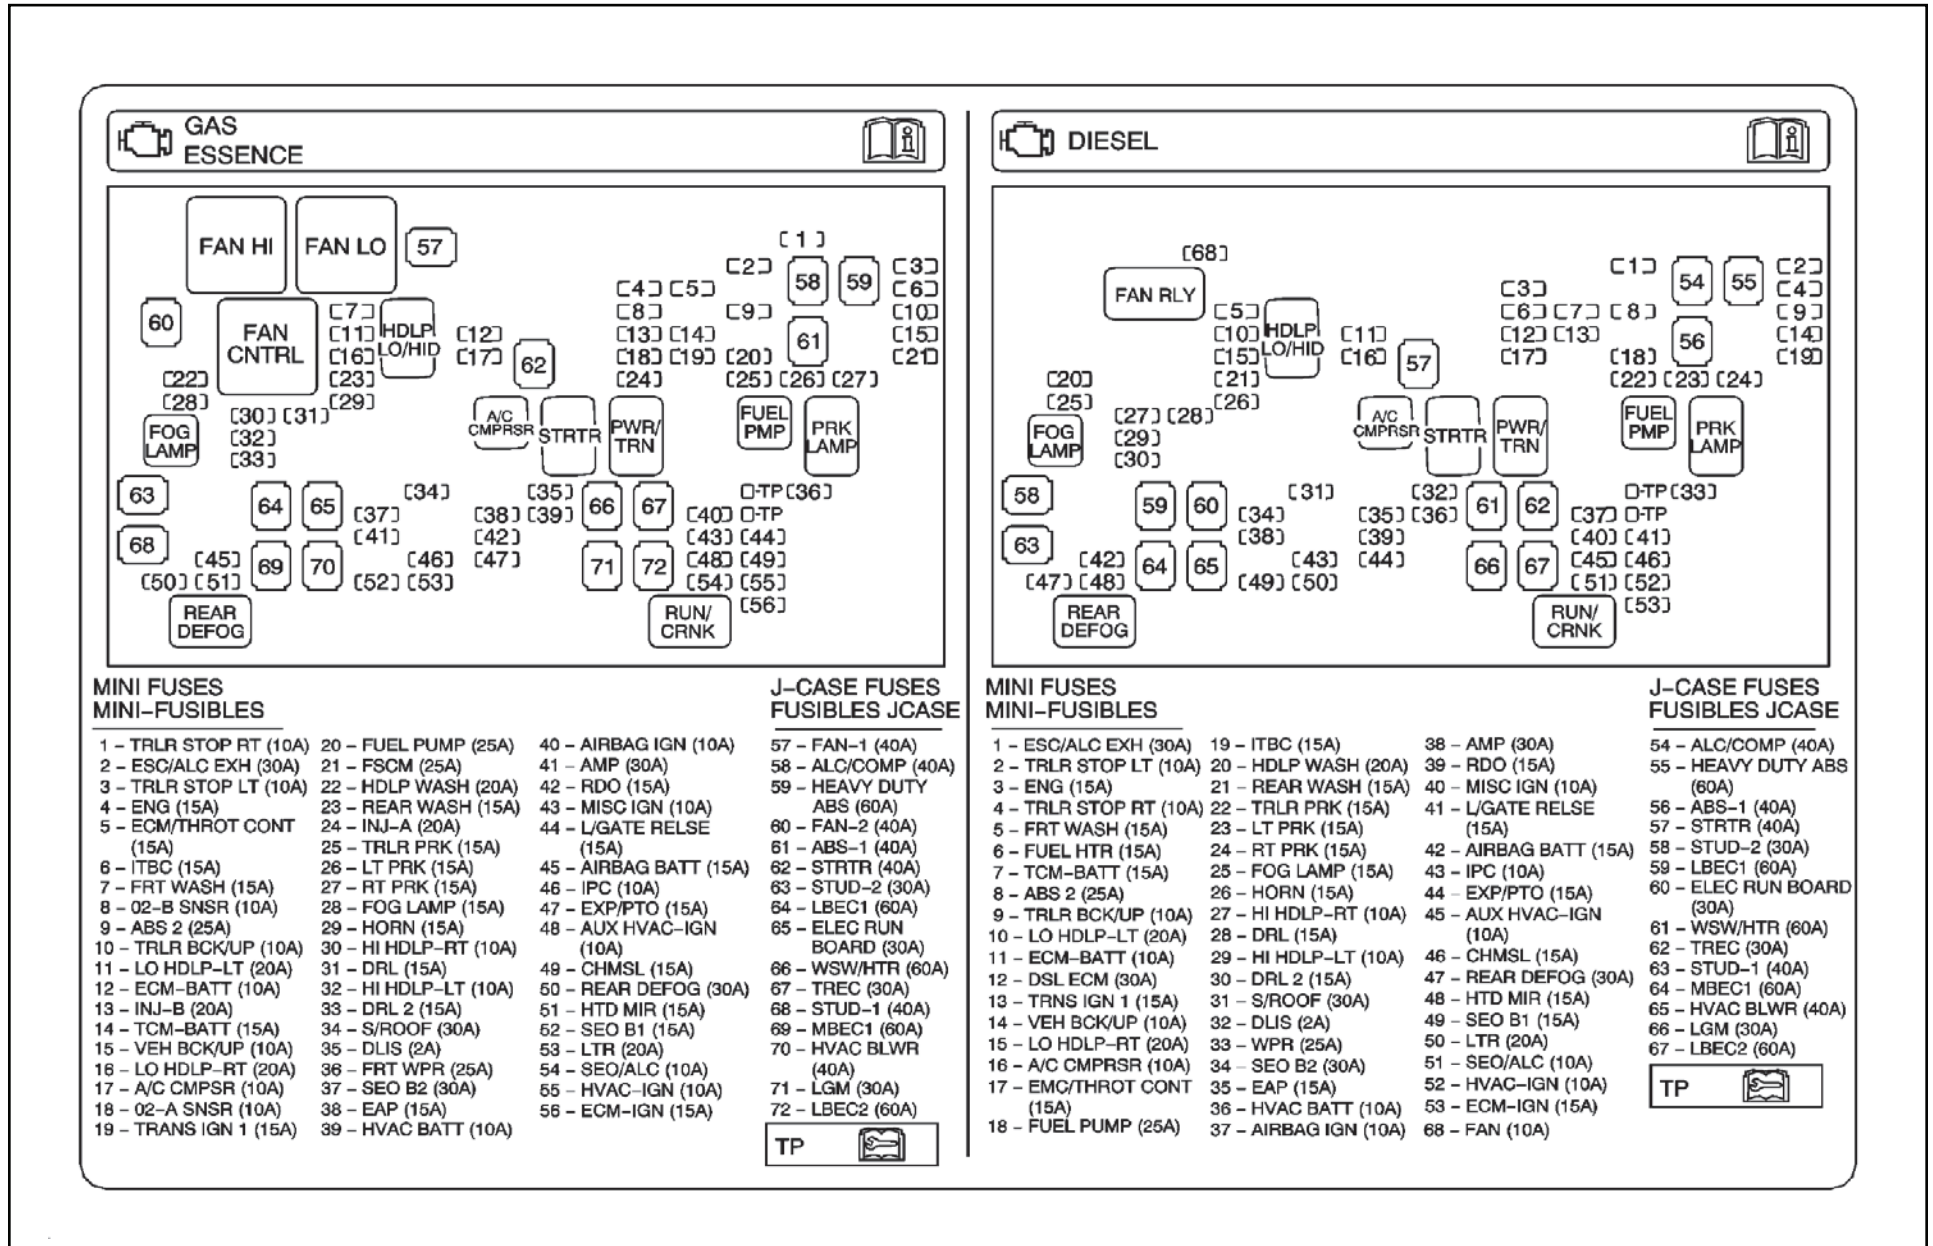 GAS
ESSENCE
FAN HI FAN LO 57
[1]
[2] 58 59 [3]
[4] [5] [6]
60 FAN CNTRL [7] HDLP LO/HID [8] [9] 61 [10]
[11] [12] [13] [14] [15]
[16] [17] 62 [18] [19] [20] [21]
[22] [23] [24] [25] [26] [27]
[28] [29]
FOG LAMP [30] [31] A/C CMPRSR STRTR PWR/TRN FUEL PMP PRK LAMP
[32]
[33]
63 64 65 [34] [35] 66 67 TP [36]
[37] [38] [39] [40] TP
68 [41] [42] [43] [44]
[45] 69 70 [46] [47] 71 72 [48] [49]
[50] [51] [52] [53] [54] [55]
REAR DEFOG RUN/CRNK [56]
MINI FUSES
MINI-FUSIBLES
1 – TRLR STOP RT (10A)
2 – ESC/ALC EXH (30A)
3 – TRLR STOP LT (10A)
4 – ENG (15A)
5 – ECM/THROT CONT
(15A)
6 – ITBC (15A)
7 – FRT WASH (15A)
8 – 02-B SNSR (10A)
9 – ABS 2 (25A)
10 – TRLR BCK/UP (10A)
11 – LO HDLP-LT (20A)
12 – ECM-BATT (10A)
13 – INJ-B (20A)
14 – TCM-BATT (15A)
15 – VEH BCK/UP (10A)
16 – LO HDLP-RT (20A)
17 – A/C CMPSR (10A)
18 – 02-A SNSR (10A)
19 – TRANS IGN 1 (15A)
20 – FUEL PUMP (25A)
21 – FSCM (25A)
22 – HDLP WASH (20A)
23 – REAR WASH (15A)
24 – INJ-A (20A)
25 – TRLR PRK (15A)
26 – LT PRK (15A)
27 – RT PRK (15A)
28 – FOG LAMP (15A)
29 – HORN (15A)
30 – HI HDLP-RT (10A)
31 – DRL (15A)
32 – HI HDLP-LT (10A)
33 – DRL 2 (15A)
34 – S/ROOF (30A)
35 – DLIS (2A)
36 – FRT WPR (25A)
37 – SEO B2 (30A)
38 – EAP (15A)
39 – HVAC BATT (10A)
40 – AIRBAG IGN (10A)
41 – AMP (30A)
42 – RDO (15A)
43 – MISC IGN (10A)
44 – L/GATE RELSE
(15A)
45 – AIRBAG BATT (15A)
46 – IPC (10A)
47 – EXP/PTO (15A)
48 – AUX HVAC-IGN
(10A)
49 – CHMSL (15A)
50 – REAR DEFOG (30A)
51 – HTD MIR (15A)
52 – SEO B1 (15A)
53 – LTR (20A)
54 – SEO/ALC (10A)
55 – HVAC-IGN (10A)
56 – ECM-IGN (15A)
J-CASE FUSES
FUSIBLES JCASE
57 – FAN-1 (40A)
58 – ALC/COMP (40A)
59 – HEAVY DUTY
ABS (60A)
60 – FAN-2 (40A)
61 – ABS-1 (40A)
62 – STRTR (40A)
63 – STUD-2 (30A)
64 – LBEC1 (60A)
65 – ELEC RUN
BOARD (30A)
66 – WSW/HTR (60A)
67 – TREC (30A)
68 – STUD-1 (40A)
69 – MBEC1 (60A)
70 – HVAC BLWR
(40A)
71 – LGM (30A)
72 – LBEC2 (60A)
TP
DIESEL
[68]
FAN RLY [1] 54 55 [2]
[3] [4]
[5] HDLP LO/HID [6] [7] [8] 56 [9]
[10] [11] [12] [13] [14]
[15] [16] 57 [17] [18] [19]
[20] [21] [22] [23] [24]
[25] [26]
FOG LAMP [27] [28] A/C CMPRSR STRTR PWR/TRN FUEL PMP PRK LAMP
[29]
[30]
58 59 60 [31] [32] 61 62 TP [33]
[34] [35] [36] [37] TP
63 [38] [39] [40] [41]
[42] 64 65 [43] [44] 66 67 [45] [46]
[47] [48] [49] [50] [51] [52]
REAR DEFOG RUN/CRNK [53]
MINI FUSES
MINI-FUSIBLES
1 – ESC/ALC EXH (30A)
2 – TRLR STOP LT (10A)
3 – ENG (15A)
4 – TRLR STOP RT (10A)
5 – FRT WASH (15A)
6 – FUEL HTR (15A)
7 – TCM-BATT (15A)
8 – ABS 2 (25A)
9 – TRLR BCK/UP (10A)
10 – LO HDLP-LT (20A)
11 – ECM-BATT (10A)
12 – DSL ECM (30A)
13 – TRNS IGN 1 (15A)
14 – VEH BCK/UP (10A)
15 – LO HDLP-RT (20A)
16 – A/C CMPRSR (10A)
17 – EMC/THROT CONT
(15A)
18 – FUEL PUMP (25A)
19 – ITBC (15A)
20 – HDLP WASH (20A)
21 – REAR WASH (15A)
22 – TRLR PRK (15A)
23 – LT PRK (15A)
24 – RT PRK (15A)
25 – FOG LAMP (15A)
26 – HORN (15A)
27 – HI HDLP-RT (10A)
28 – DRL (15A)
29 – HI HDLP-LT (10A)
30 – DRL 2 (15A)
31 – S/ROOF (30A)
32 – DLIS (2A)
33 – WPR (25A)
34 – SEO B2 (30A)
35 – EAP (15A)
36 – HVAC BATT (10A)
37 – AIRBAG IGN (10A)
38 – AMP (30A)
39 – RDO (15A)
40 – MISC IGN (10A)
41 – L/GATE RELSE
(15A)
42 – AIRBAG BATT (15A)
43 – IPC (10A)
44 – EXP/PTO (15A)
45 – AUX HVAC-IGN
(10A)
46 – CHMSL (15A)
47 – REAR DEFOG (30A)
48 – HTD MIR (15A)
49 – SEO B1 (15A)
50 – LTR (20A)
51 – SEO/ALC (10A)
52 – HVAC-IGN (10A)
53 – ECM-IGN (15A)
68 – FAN (10A)
J-CASE FUSES
FUSIBLES JCASE
54 – ALC/COMP (40A)
55 – HEAVY DUTY ABS
(60A)
56 – ABS-1 (40A)
57 – STRTR (40A)
58 – STUD-2 (30A)
59 – LBEC1 (60A)
60 – ELEC RUN BOARD
(30A)
61 – WSW/HTR (60A)
62 – TREC (30A)
63 – STUD-1 (40A)
64 – MBEC1 (60A)
65 – HVAC BLWR (40A)
66 – LGM (30A)
67 – LBEC2 (60A)
TP